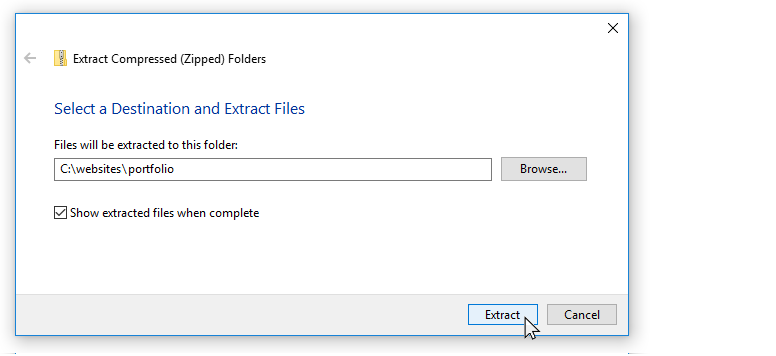 Extract Compressed (Zipped) Folders
Select a Destination and Extract Files
Files will be extracted to this folder:
C:\websites\portfolio
Browse...
Show extracted files when complete
Extract
Cancel